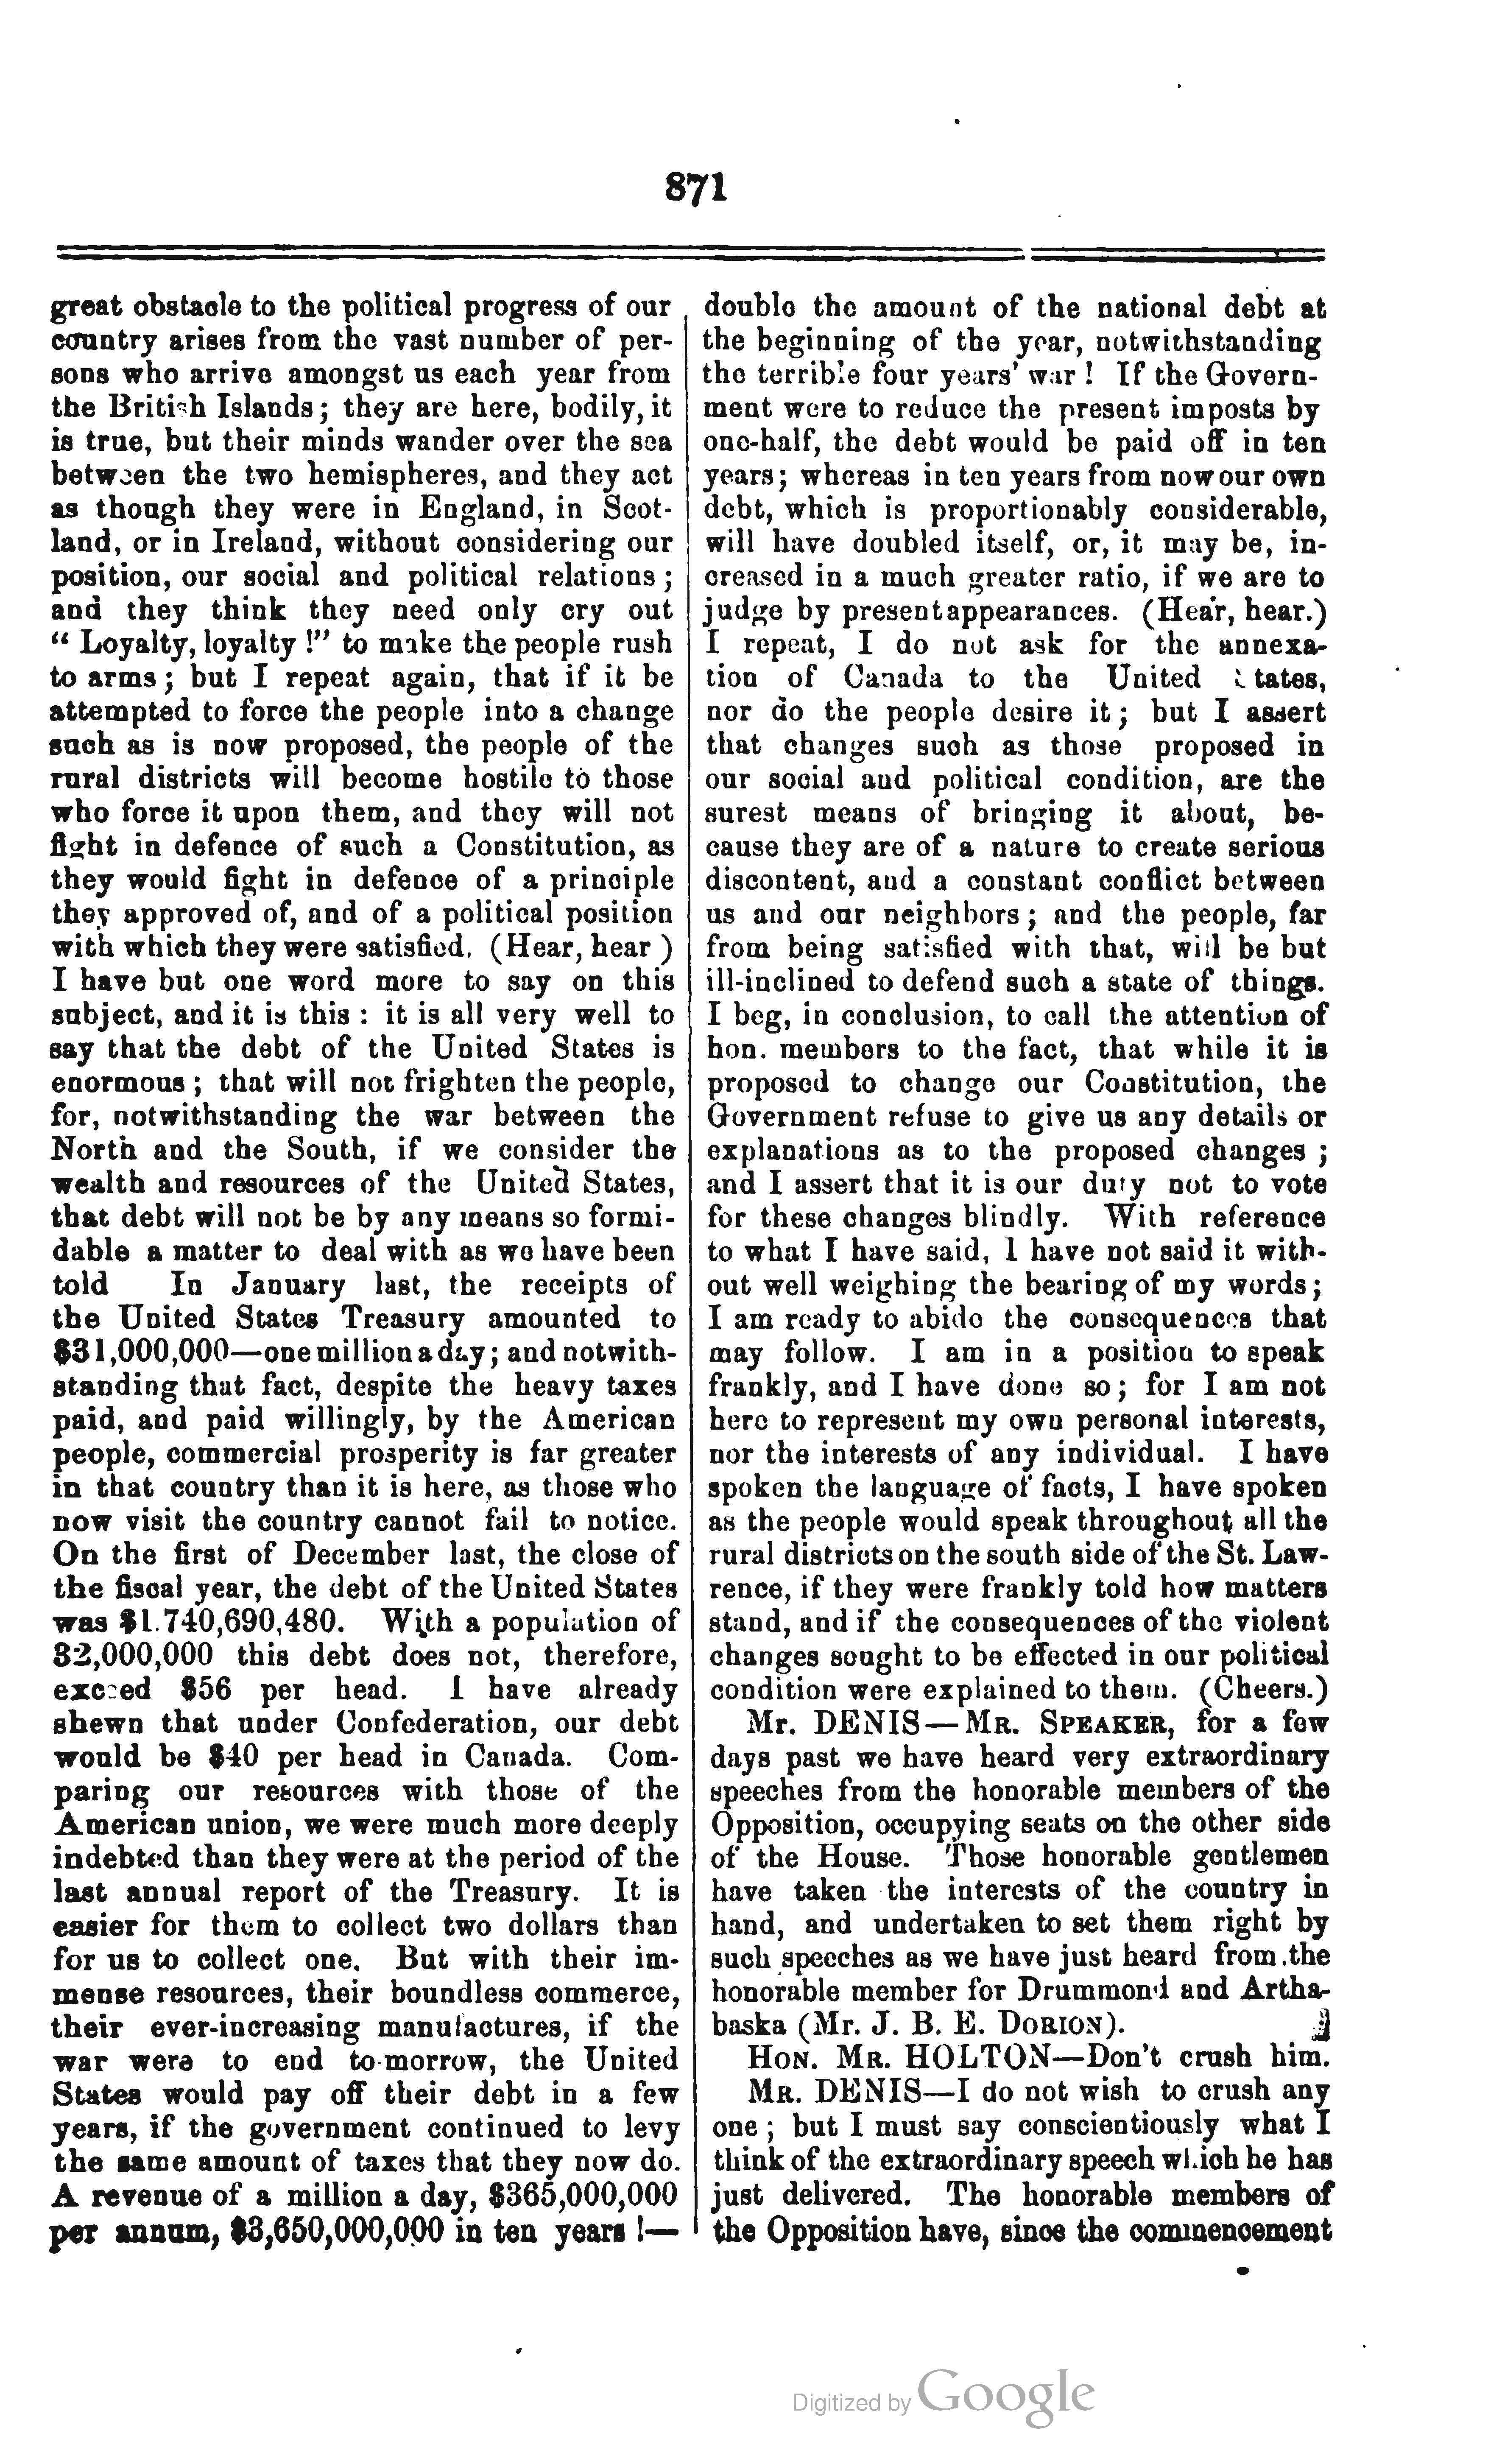 871
great obstacle to the political progress of our
country arises from the vast number of per-
sons who arrive amongst us each year from
the British Islands; they are here, bodily, it
is true, but their minds wander over the sea
between the two hemispheres, and they act
as though they were in England, in Scot-
land, or in Ireland, without considering our
position, our social and political relations;
and they think they need only cry out
“Loyalty, loyalty!” to make the people rush
to arms; but I repeat again, that if it be
attempted to force the people into a change
such as is now proposed, the people of the
rural districts will become hostile to those
who force it upon them, and they will not
fight in defence of such a Constitution, as
they would fight in defence of a principle
they approved of, and of a political position
with which they were satisfied. (Hear, hear )
I have but one word more to say on this
subject, and it is this : it is all very well to
say that the debt of the United States is
enormous; that will not frighten the people,
for, notwithstanding the war between the
North and the South, if we consider the
wealth and resources of the United States,
that debt will not be by any means so formi-
dable a matter to deal with as we have been
told In January last, the receipts of
the United States Treasury amounted to
$31,000,000—one million a day; and notwith-
standing that fact, despite the heavy taxes
paid, and paid willingly, by the American
people, commercial prosperity is far greater
in that country than it is here, as those who
now visit the country cannot fail to notice.
On the first of December last, the close of
the fiscal year, the debt of the United States
was $1.740,690,480. With a population of
32,000,000 this debt does not, therefore,
exceed $56 per head. I have already
shewn that under Confederation, our debt
would be $40 per head in Canada. Com-
paring our resources with those of the
American union, we were much more deeply
indebted than they were at the period of the
last annual report of the Treasury. It is
easier for them to collect two dollars than
for us to collect one. But with their im-
mense resources, their boundless commerce,
their ever-increasing manufactures, if the
war were to end to-morrow, the United
States would pay off their debt in a few
years, if the government continued to levy
the same amount of taxes that they now do.
A revenue of a million a day, $365,000,000
per annum, $3,650,000,000 in ten years!—
double the amount of the national debt at
the beginning of the year, notwithstanding
the terrible four years' war! If the Govern-
ment were to reduce the present imposts by
one-half, the debt would be paid off in ten
years; whereas in ten years from now our own
debt, which is proportionably considerable,
will have doubled itself, or, it may be, in-
creased in a much greater ratio, if we are to
judge by present appearances. (Hear, hear.)
I repeat, I do not ask for the annexa-
tion of Canada to the United States,
nor do the people desire it; but I assert
that changes such as those proposed in
our social and political condition, are the
surest means of bringing it about, be-
cause they are of a nature to create serious
discontent, and a constant conflict between
us and our neighbors; and the people, far
from being satisfied with that, will be but
ill-inclined to defend such a state of things.
I beg, in conclusion, to call the attention of
hon. members to the fact, that while it is
proposed to change our Constitution, the
Government refuse to give us any details or
explanations as to the proposed changes ;
and I assert that it is our duty not to vote
for these changes blindly. With reference
to what I have said, I have not said it with-
out well weighing the bearing of my words;
I am ready to abide the consequences that
may follow. I am in a position to speak
frankly, and I have done so; for I am not
here to represent my own personal interests,
nor the interests of any individual. I have
spoken the language of facts, I have spoken
as the people would speak throughout all the
rural districts on the south side of the St. Law-
rence, if they were frankly told how matters
stand, and if the consequences of the violent
changes sought to be effected in our political
condition were explained to them. (Cheers.)
Mr. DENIS—MR. SPEAKER, for a few
days past we have heard very extraordinary
speeches from the honorable members of the
Opposition, occupying seats on the other side
of the House. Those honorable gentlemen
have taken the interests of the country in
hand, and undertaken to set them right by
such speeches as we have just heard from the
honorable member for Drummond and Artha-
baska (Mr. J. B. E. DORION).
HON. MR. HOLTON—Don't crush him.
MR. DENIS—I do not wish to crush any
one; but I must say conscientiously what I
think of the extraordinary speech which he has
just delivered. The honorable members of
the Opposition have, since the commencement
Digitized by Google